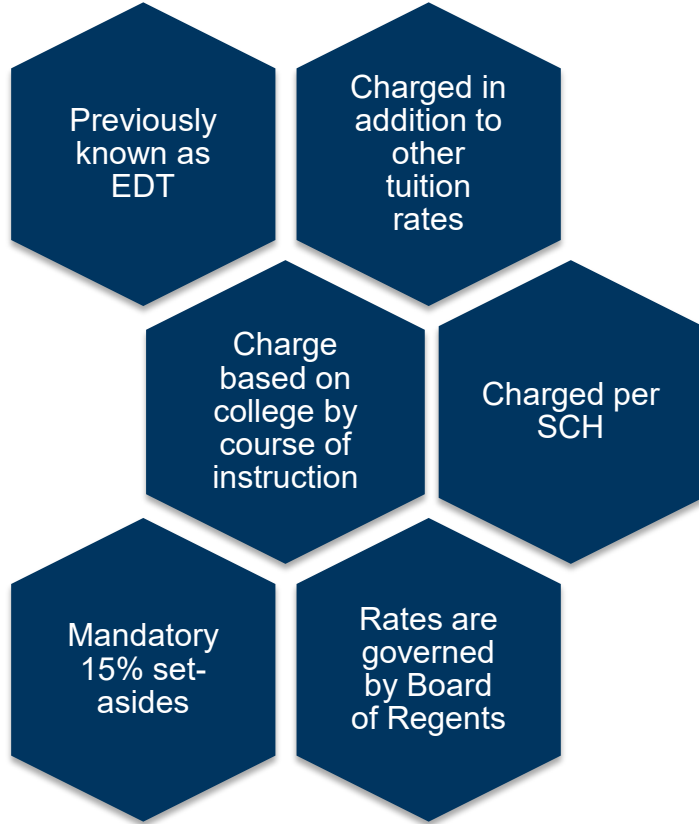 Previously
known as
EDT
Charged in
addition to
other
tuition
rates
Charge
based on
college by
course of
instruction
Charged per
SCH
Mandatory
15% set-
asides
Rates are
governed
by Board
of Regents